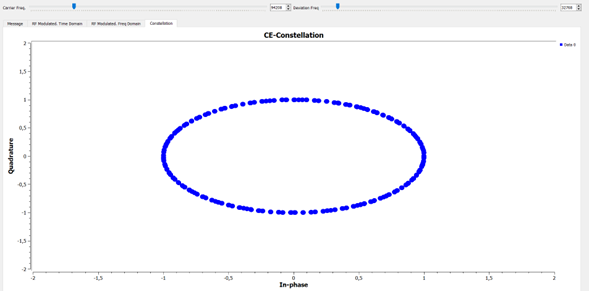 Carrier Freq. 94206 Deviation Freq. 22766
Message RF Modulated. Time Domain RF Modulated. Freq Domain Constellation
CE-Constellation
Data 0
2
1,5
1
0,5
0
-0,5
-1
-1,5
-2
Quadrature
-2 -1,5 -1 -0,5 0 0,5 1 1,5 2
In-phase